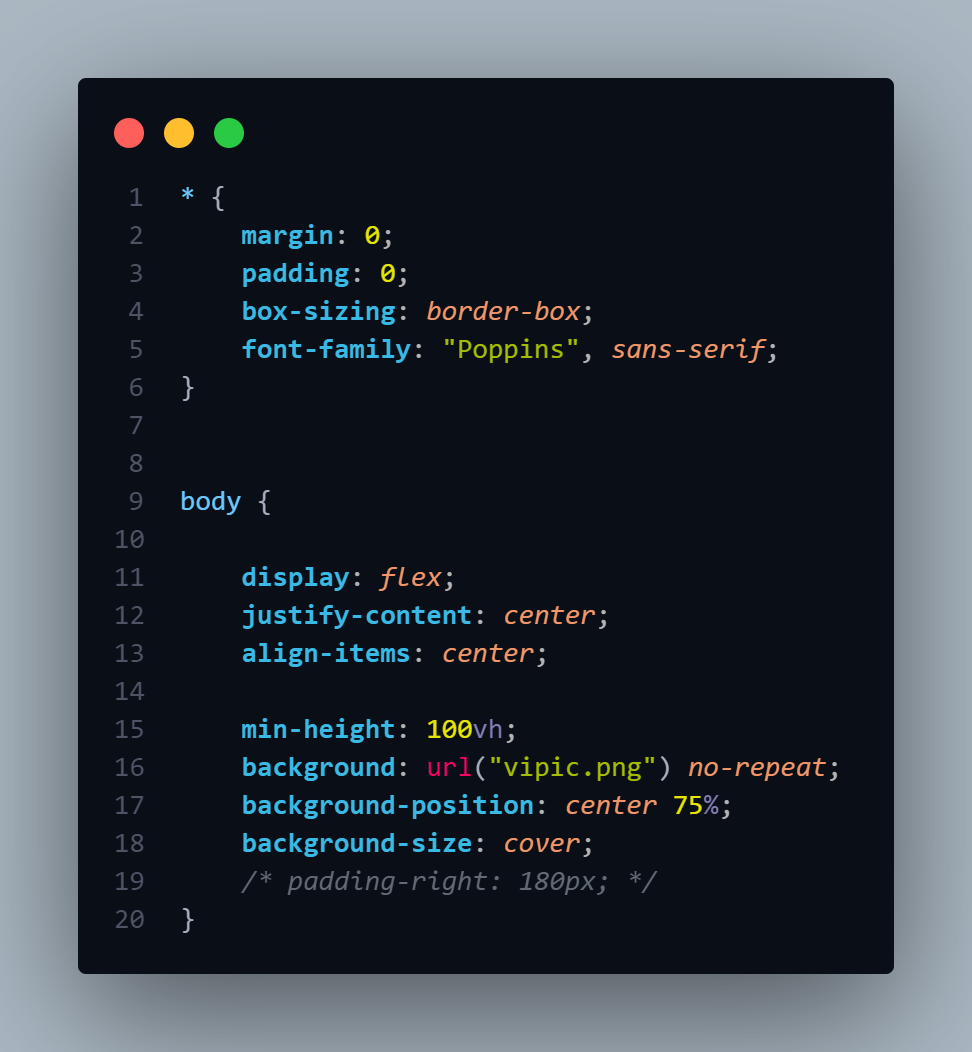 1 * {
2     margin: 0;
3     padding: 0;
4     box-sizing: border-box;
5     font-family: "Poppins", sans-serif;
6 }
7
8
9 body {
10
11     display: flex;
12     justify-content: center;
13     align-items: center;
14
15     min-height: 100vh;
16     background: url("vipic.png") no-repeat;
17     background-position: center 75%;
18     background-size: cover;
19     /* padding-right: 180px; */
20 }